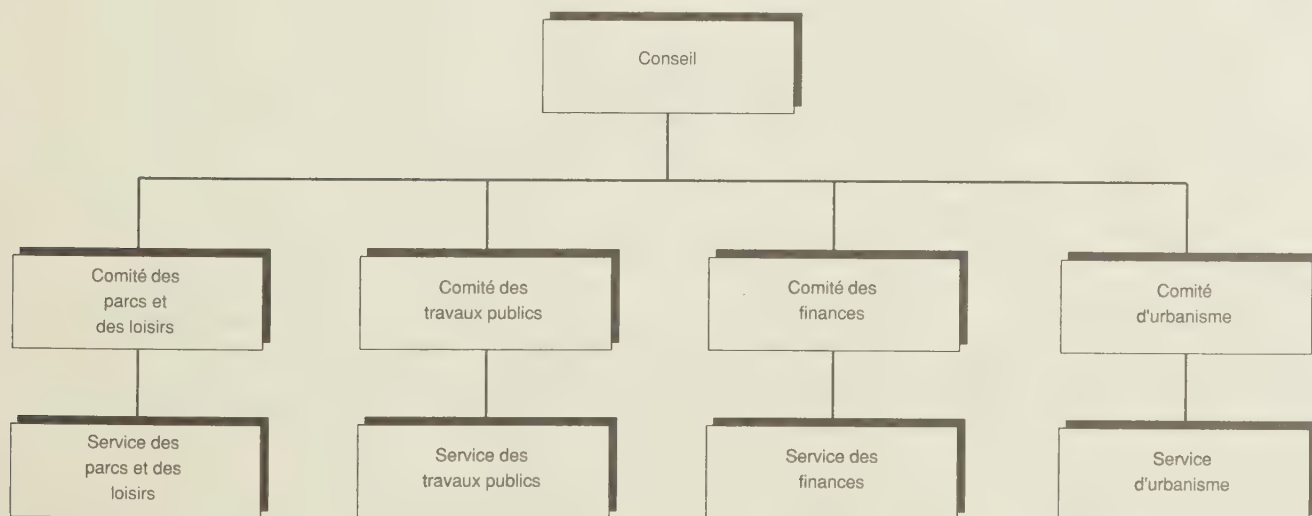 Conseil
Comité des
parcs et
des loisirs
Comité des
travaux publics
Comité des
finances
Comité
d'urbanisme
Service des
parcs et des
loisirs
Service des
travaux publics
Service des
finances
Service
d'urbanisme